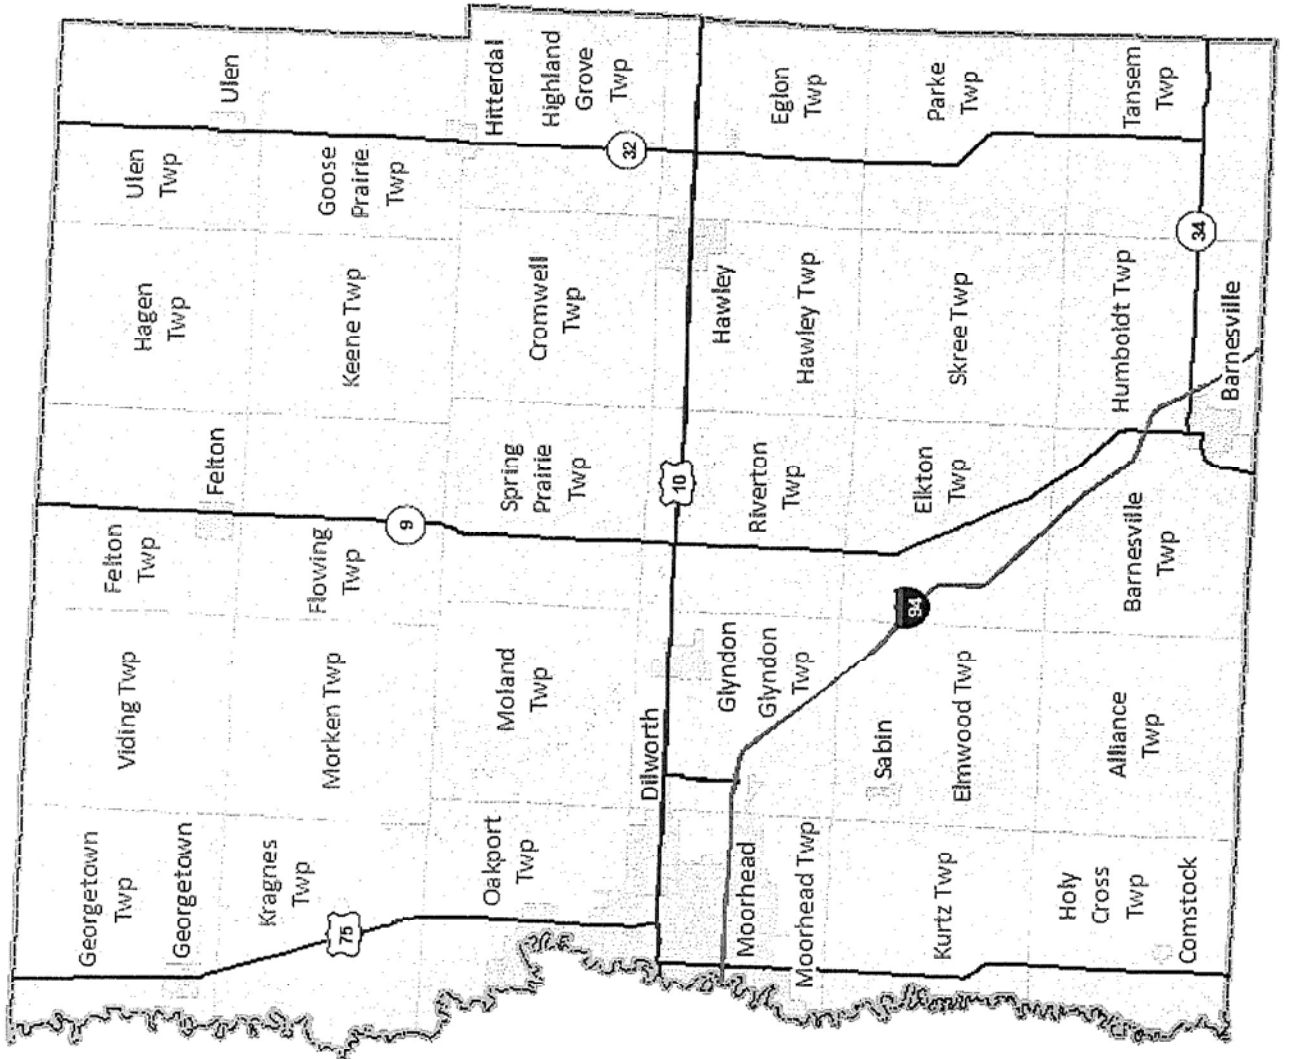 Georgetown
Twp
Georgetown
Viding Twp
Felton
Twp
Felton
Hagen
Twp
Ulen
Twp
Ulen
Kragnes
Twp
75
Morken Twp
Flowing
Twp
9
Keene Twp
Goose
Prairie
Twp
Oakport
Twp
Moland
Twp
Spring
Prairie
Twp
Cromwell
Twp
Hitterdal
Highland
Grove
Twp
32
Dilworth
10
Moorhead
Moorhead Twp
Glyndon
Glyndon
Twp
Riverton
Twp
Hawley
Hawley Twp
Eglon
Twp
Kurtz Twp
Sabin
Elmwood Twp
94
Elkton
Twp
Skree Twp
Parke
Twp
Holy
Cross
Twp
Comstock
Alliance
Twp
Barnesville
Twp
Humboldt Twp
Barnesville
34
Tansem
Twp